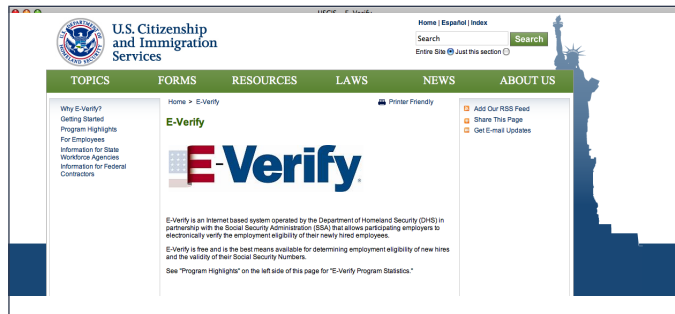 USCIS - E-Verify
U.S. DEPARTMENT OF HOMELAND SECURITY
U.S. Citizenship
and Immigration
Services
Home | Español | Index
Search
Search
Entire Site Just this section
TOPICS FORMS RESOURCES LAWS NEWS ABOUT US
Why E-Verify?
Getting Started
Program Highlights
For Employees
Information for State
Workforce Agencies
Information for Federal
Contractors
Home > E-Verify
Printer Friendly
E-Verify
E-Verify
E-Verify is an Internet based system operated by the Department of Homeland Security (DHS) in
partnership with the Social Security Administration (SSA) that allows participating employers to
electronically verify the employment eligibility of their newly hired employees.
E-Verify is free and is the best means available for determining employment eligibility of new hires
and the validity of their Social Security Numbers.
See "Program Highlights" on the left side of this page for "E-Verify Program Statistics."
Add Our RSS Feed
Share This Page
Get E-mail Updates